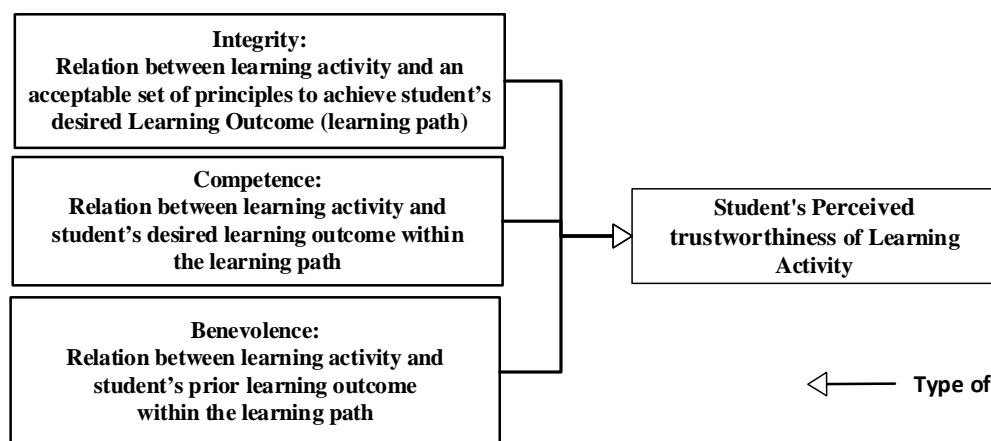 Integrity:
Relation between learning activity and an
acceptable set of principles to achieve student's
desired Learning Outcome (learning path)
Competence:
Relation between learning activity and
student's desired learning outcome within
the learning path
Benevolence:
Relation between learning activity and
student's prior learning outcome
within the learning path
Student's Perceived
trustworthiness of Learning
Activity
Type of